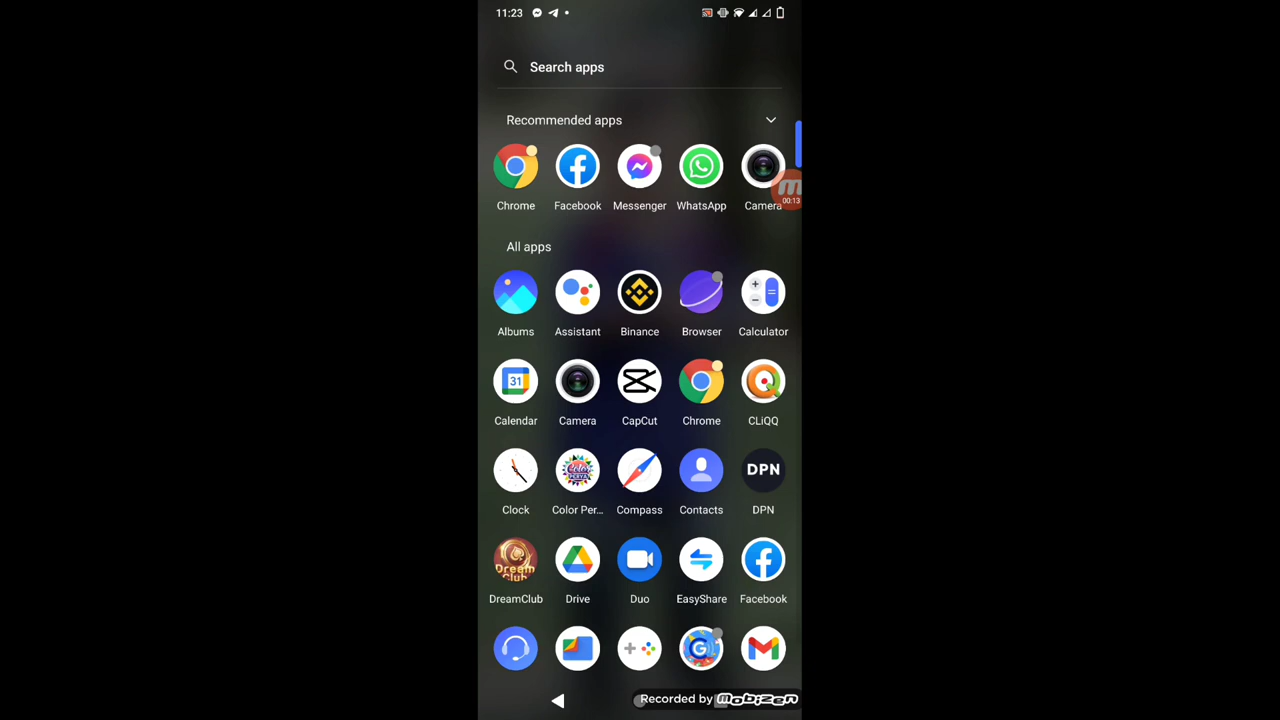 11:23
Search apps
Recommended apps
00:13
Chrome Facebook Messenger WhatsApp Camera
All apps
Albums Assistant Binance Browser Calculator
31
Calendar Camera CapCut Chrome CLiQQ
DPN
Clock Color Per... Compass Contacts DPN
Dream Club
DreamClub Drive Duo EasyShare Facebook
G
Recorded by mobizen